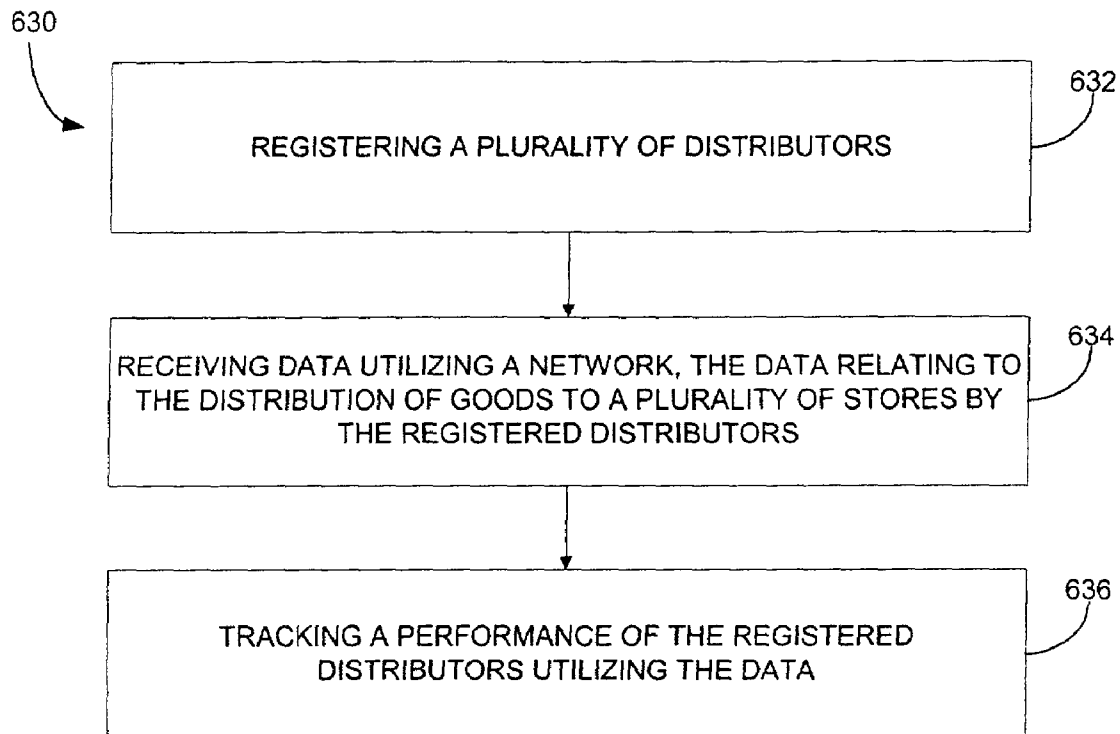 630
632
REGISTERING A PLURALITY OF DISTRIBUTORS
634
RECEIVING DATA UTILIZING A NETWORK, THE DATA RELATING TO
THE DISTRIBUTION OF GOODS TO A PLURALITY OF STORES BY
THE REGISTERED DISTRIBUTORS
636
TRACKING A PERFORMANCE OF THE REGISTERED
DISTRIBUTORS UTILIZING THE DATA